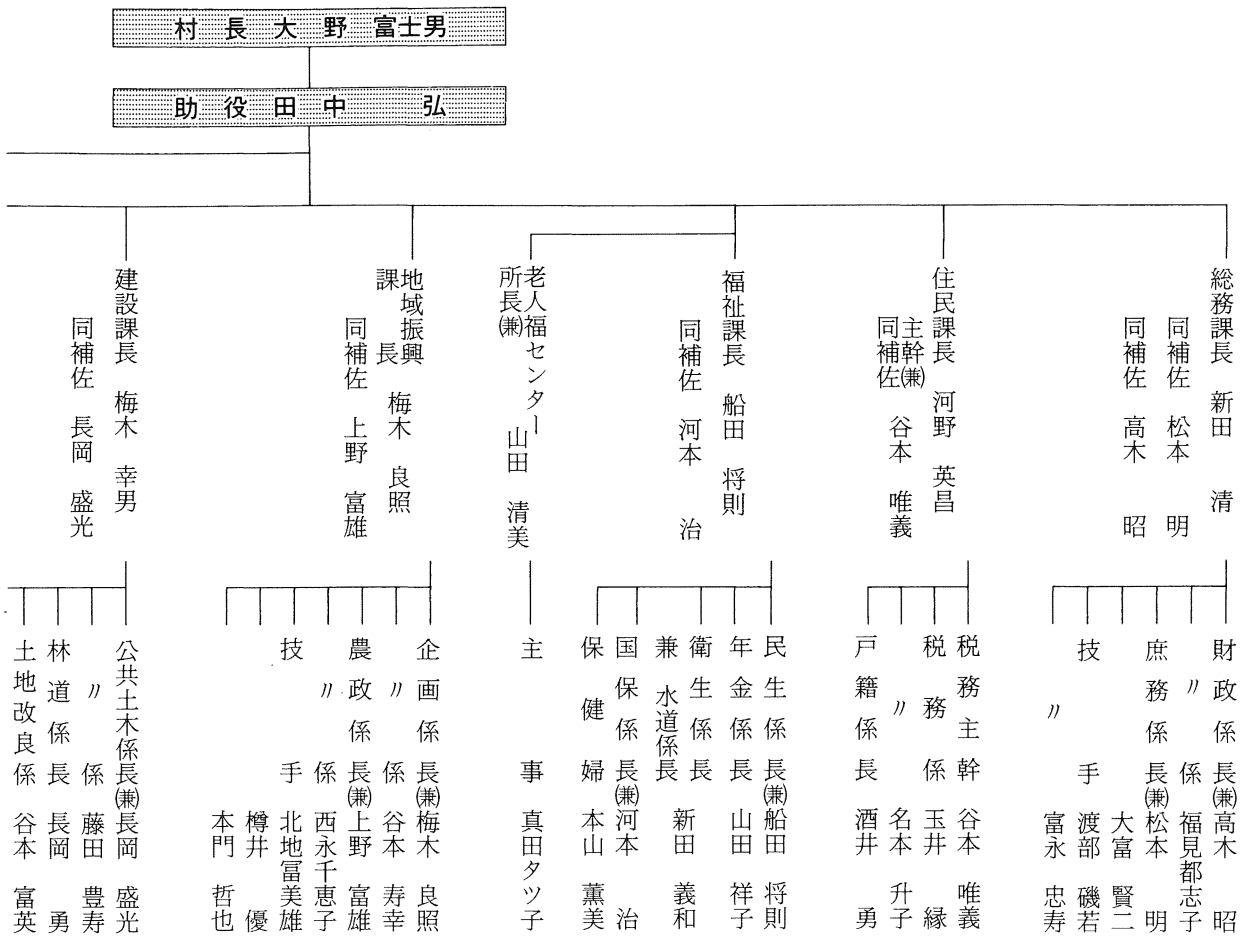 村長大野富士男
助役田中 弘
総務課長 新田 清
同補佐 松本 明
同補佐 高木 昭
財政係長㈱高木 昭
〃 係 福見都志子
庶務係長(兼)松本 明
大富 賢二
技手 渡部 磯若
〃 富永 忠寿
住民課長 河野 英昌
主幹(兼)
同補佐 谷本 唯義
税務主幹 谷本 唯義
税務係 玉井 縁
〃 名本 升子
戸籍係長 酒井 勇
福祉課長 船田 将則
同補佐 河本 治
民生係長(兼)船田 将則
年金係長 山田 祥子
衛生係長
兼水道係長 新田 義和
国保係長(兼)河本 治
保健婦 本山 薫美
老人福センター
所長(兼) 山田 清美
主事 真田タツ子
地域振興
課長 梅木 良照
同補佐 上野 富雄
企画係長(兼)梅木 良照
〃 係 谷本 寿幸
農政係長(兼)上野 富雄
〃 係 西永千恵子
技手 北地冨美雄
樽井 優
本門 哲也
建設課長 梅木 幸男
同補佐 長岡 盛光
公共土木係長(兼)長岡 盛光
〃 係 藤田 豊寿
林道係長 長岡 勇
土地改良係 谷本 富英